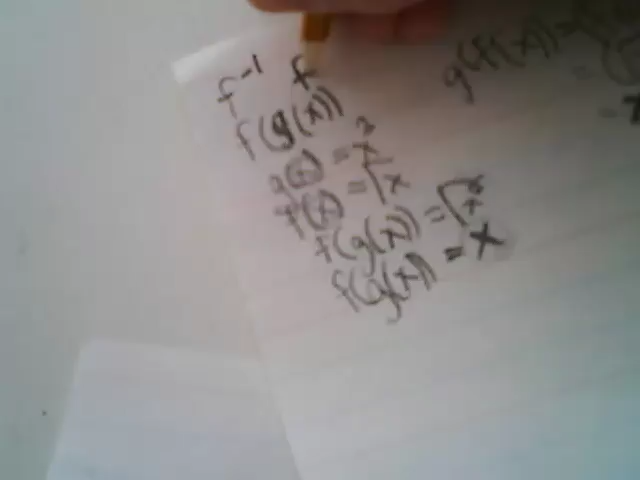 f⁻¹ f
f(g(x))
g(x) = x²
f(x) = √x
f(g(x)) = √x²
f(g(x)) = x
g(f(x)) =
=
= x